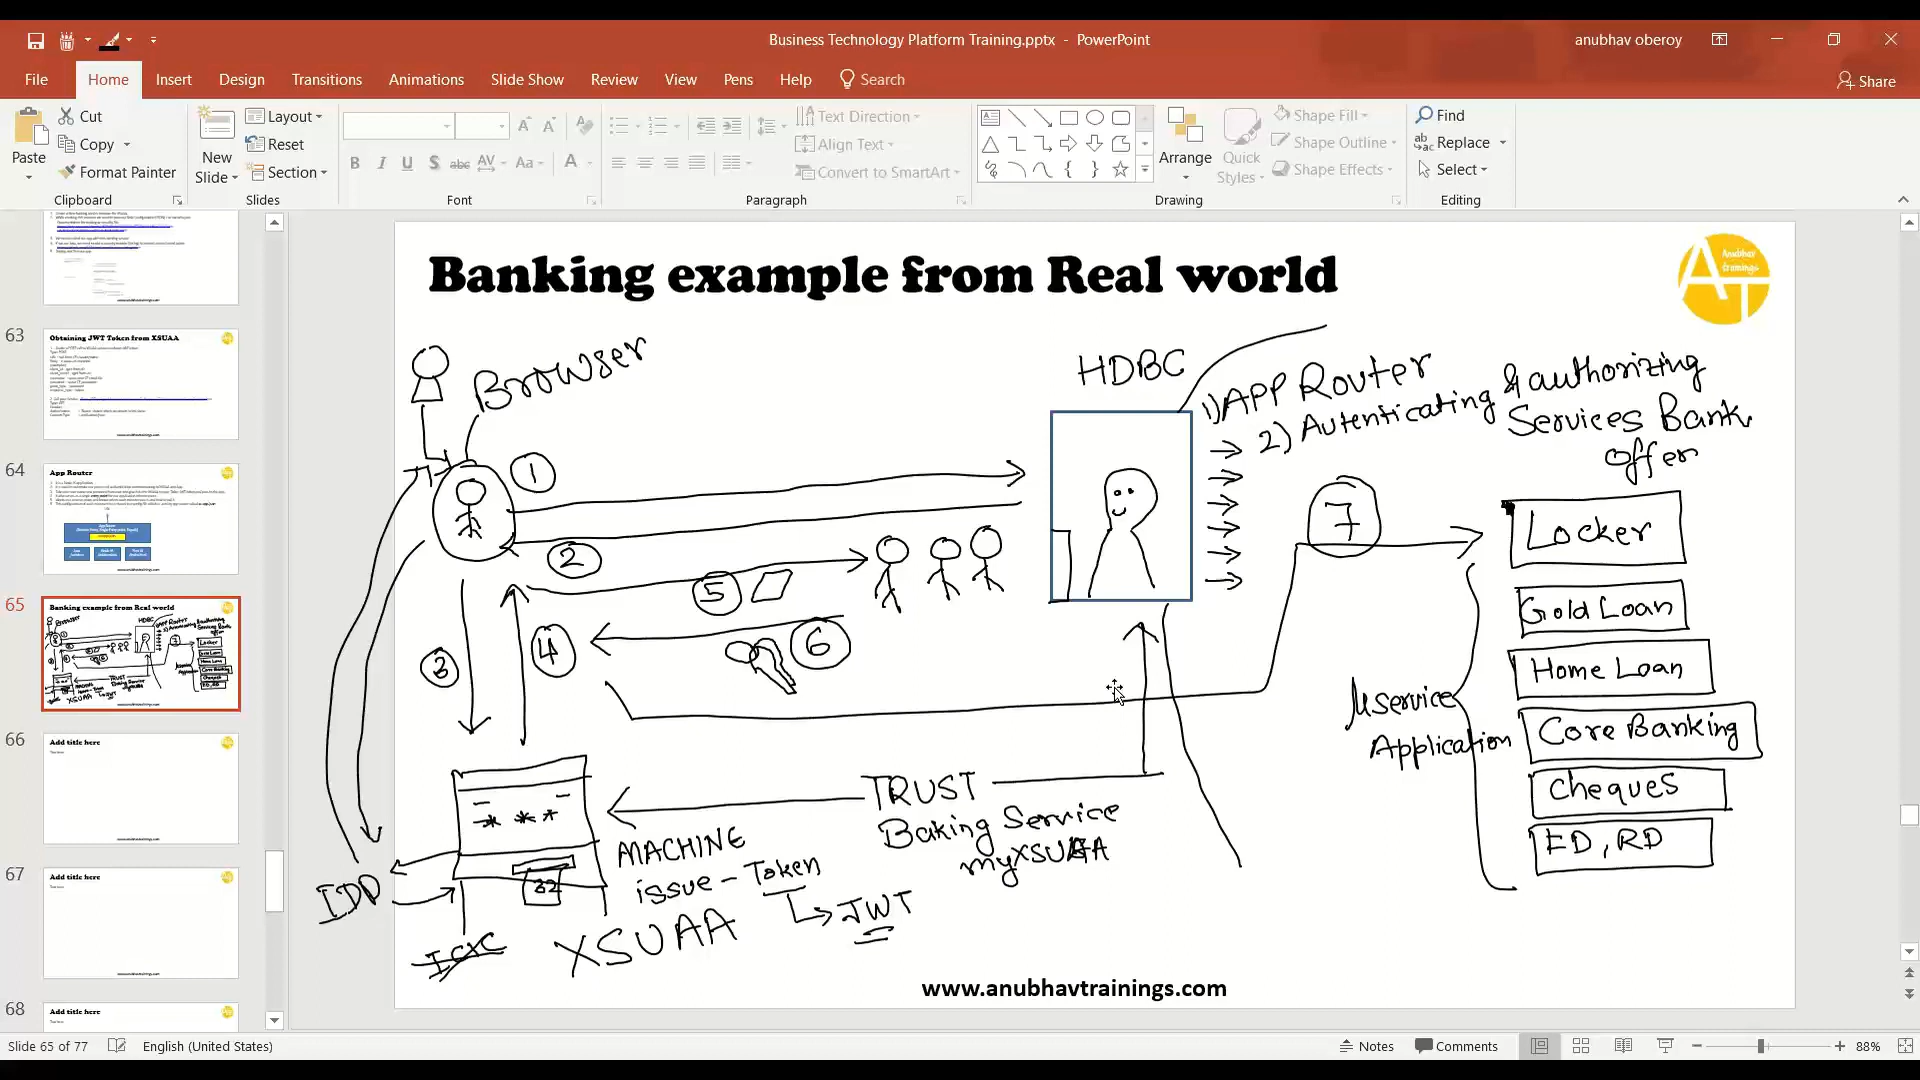 Business Technology Platform Training.pptx - PowerPoint
anubhav oberoy
File Home Insert Design Transitions Animations Slide Show Review View Pens Help Search
Share
Paste
Cut
Copy
Format Painter
Clipboard
New Slide
Layout
Reset
Section
Slides
Font
Text Direction
Align Text
Convert to SmartArt
Paragraph
Arrange
Quick Styles
Shape Fill
Shape Outline
Shape Effects
Drawing
Find
Replace
Select
Editing
63
Obtaining JWT Token from XSUAA
64
App Router
65
Banking example from Real world
66
Add title here
67
Add title here
68
Add title here
Banking example from Real world
Anubhav
trainings
AT
BROWSER
HDBC
1) APP Router
2) Autenticating & authorizing
Services Bank
offer
1
2
3
4
5
6
7
Locker
Gold Loan
Home Loan
Core Banking
Cheques
FD, RD
μservice
Application
TRUST
Baking Service
myXSUAA
MACHINE
issue - Token
JWT
XSUAA
IDP
www.anubhavtrainings.com
Slide 65 of 77
English (United States)
Notes
Comments
88%